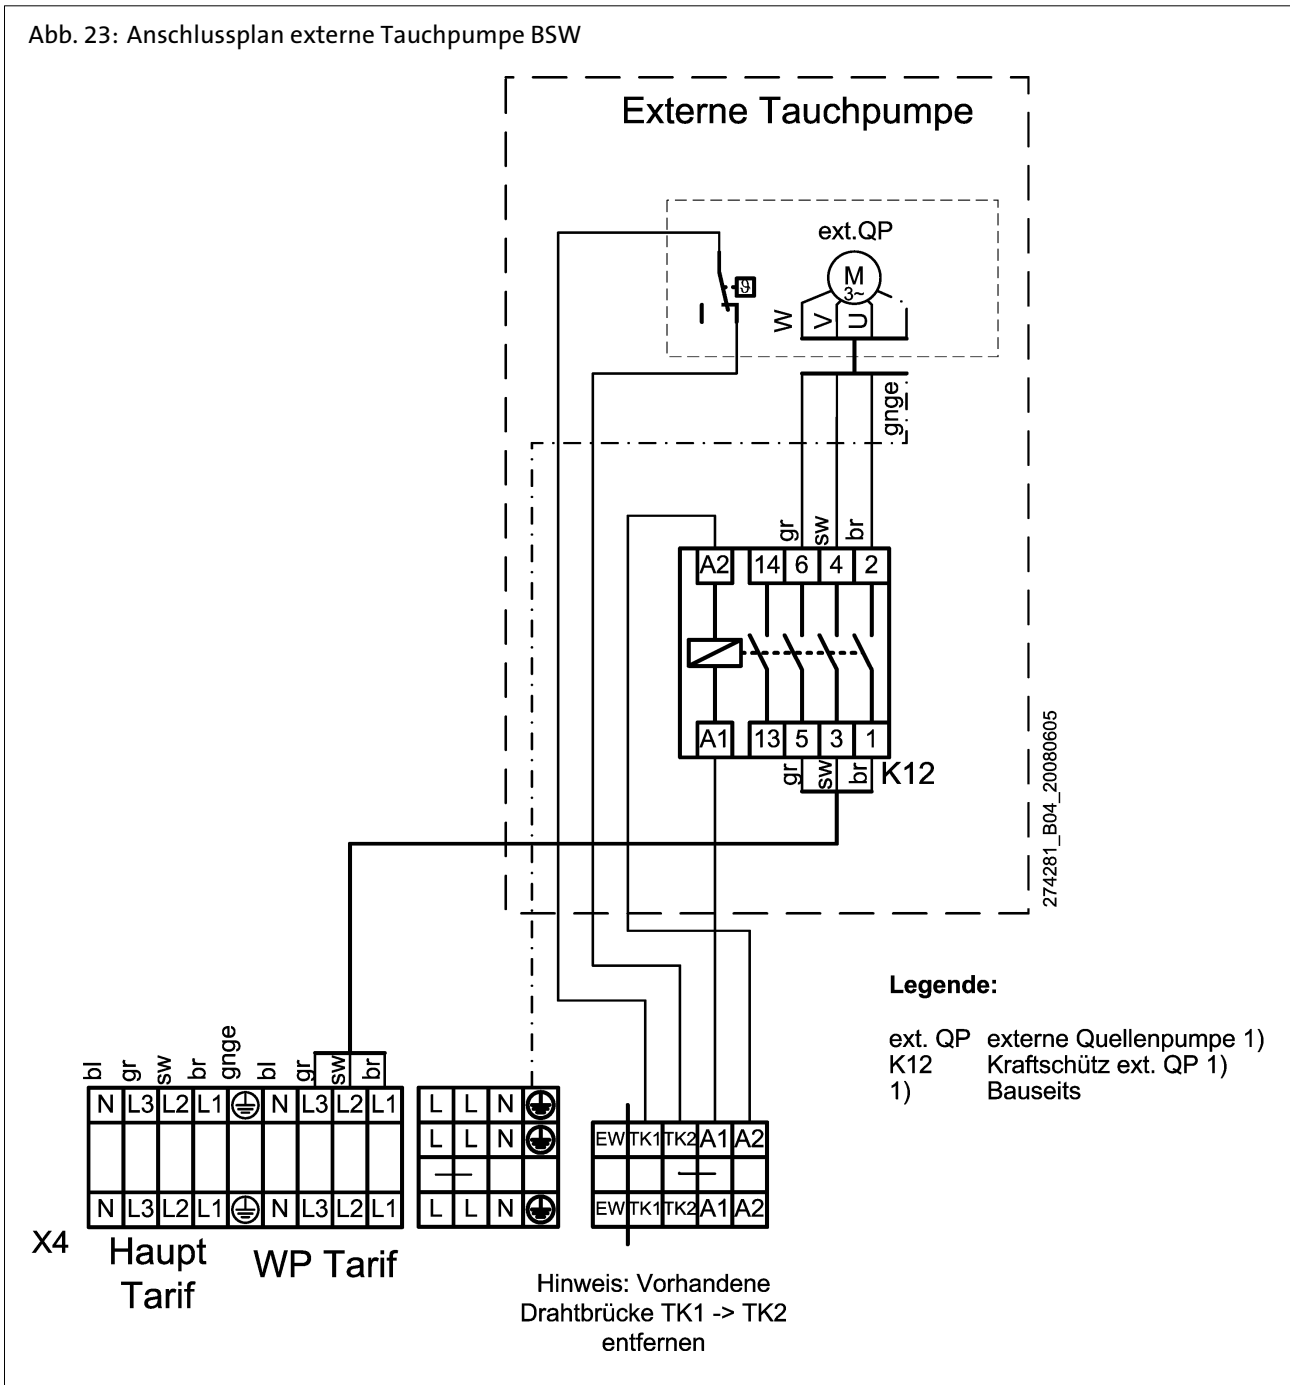 Abb. 23: Anschlussplan externe Tauchpumpe BSW
Externe Tauchpumpe
ext.QP
M
3~
ϑ
W V U
gnge
gr sw br
A2 14 6 4 2
A1 13 5 3 1
gr sw br K12
274281_B04_20080605
Legende:
ext. QP externe Quellenpumpe 1)
K12 Kraftschütz ext. QP 1)
1) Bauseits
bl gr sw br gnge bl gr sw br
N L3 L2 L1 N L3 L2 L1
L L N
L L N
EW TK1 TK2 A1 A2
N L3 L2 L1 N L3 L2 L1
L L N
EW TK1 TK2 A1 A2
X4
Haupt
Tarif
WP Tarif
Hinweis: Vorhandene
Drahtbrücke TK1 -> TK2
entfernen